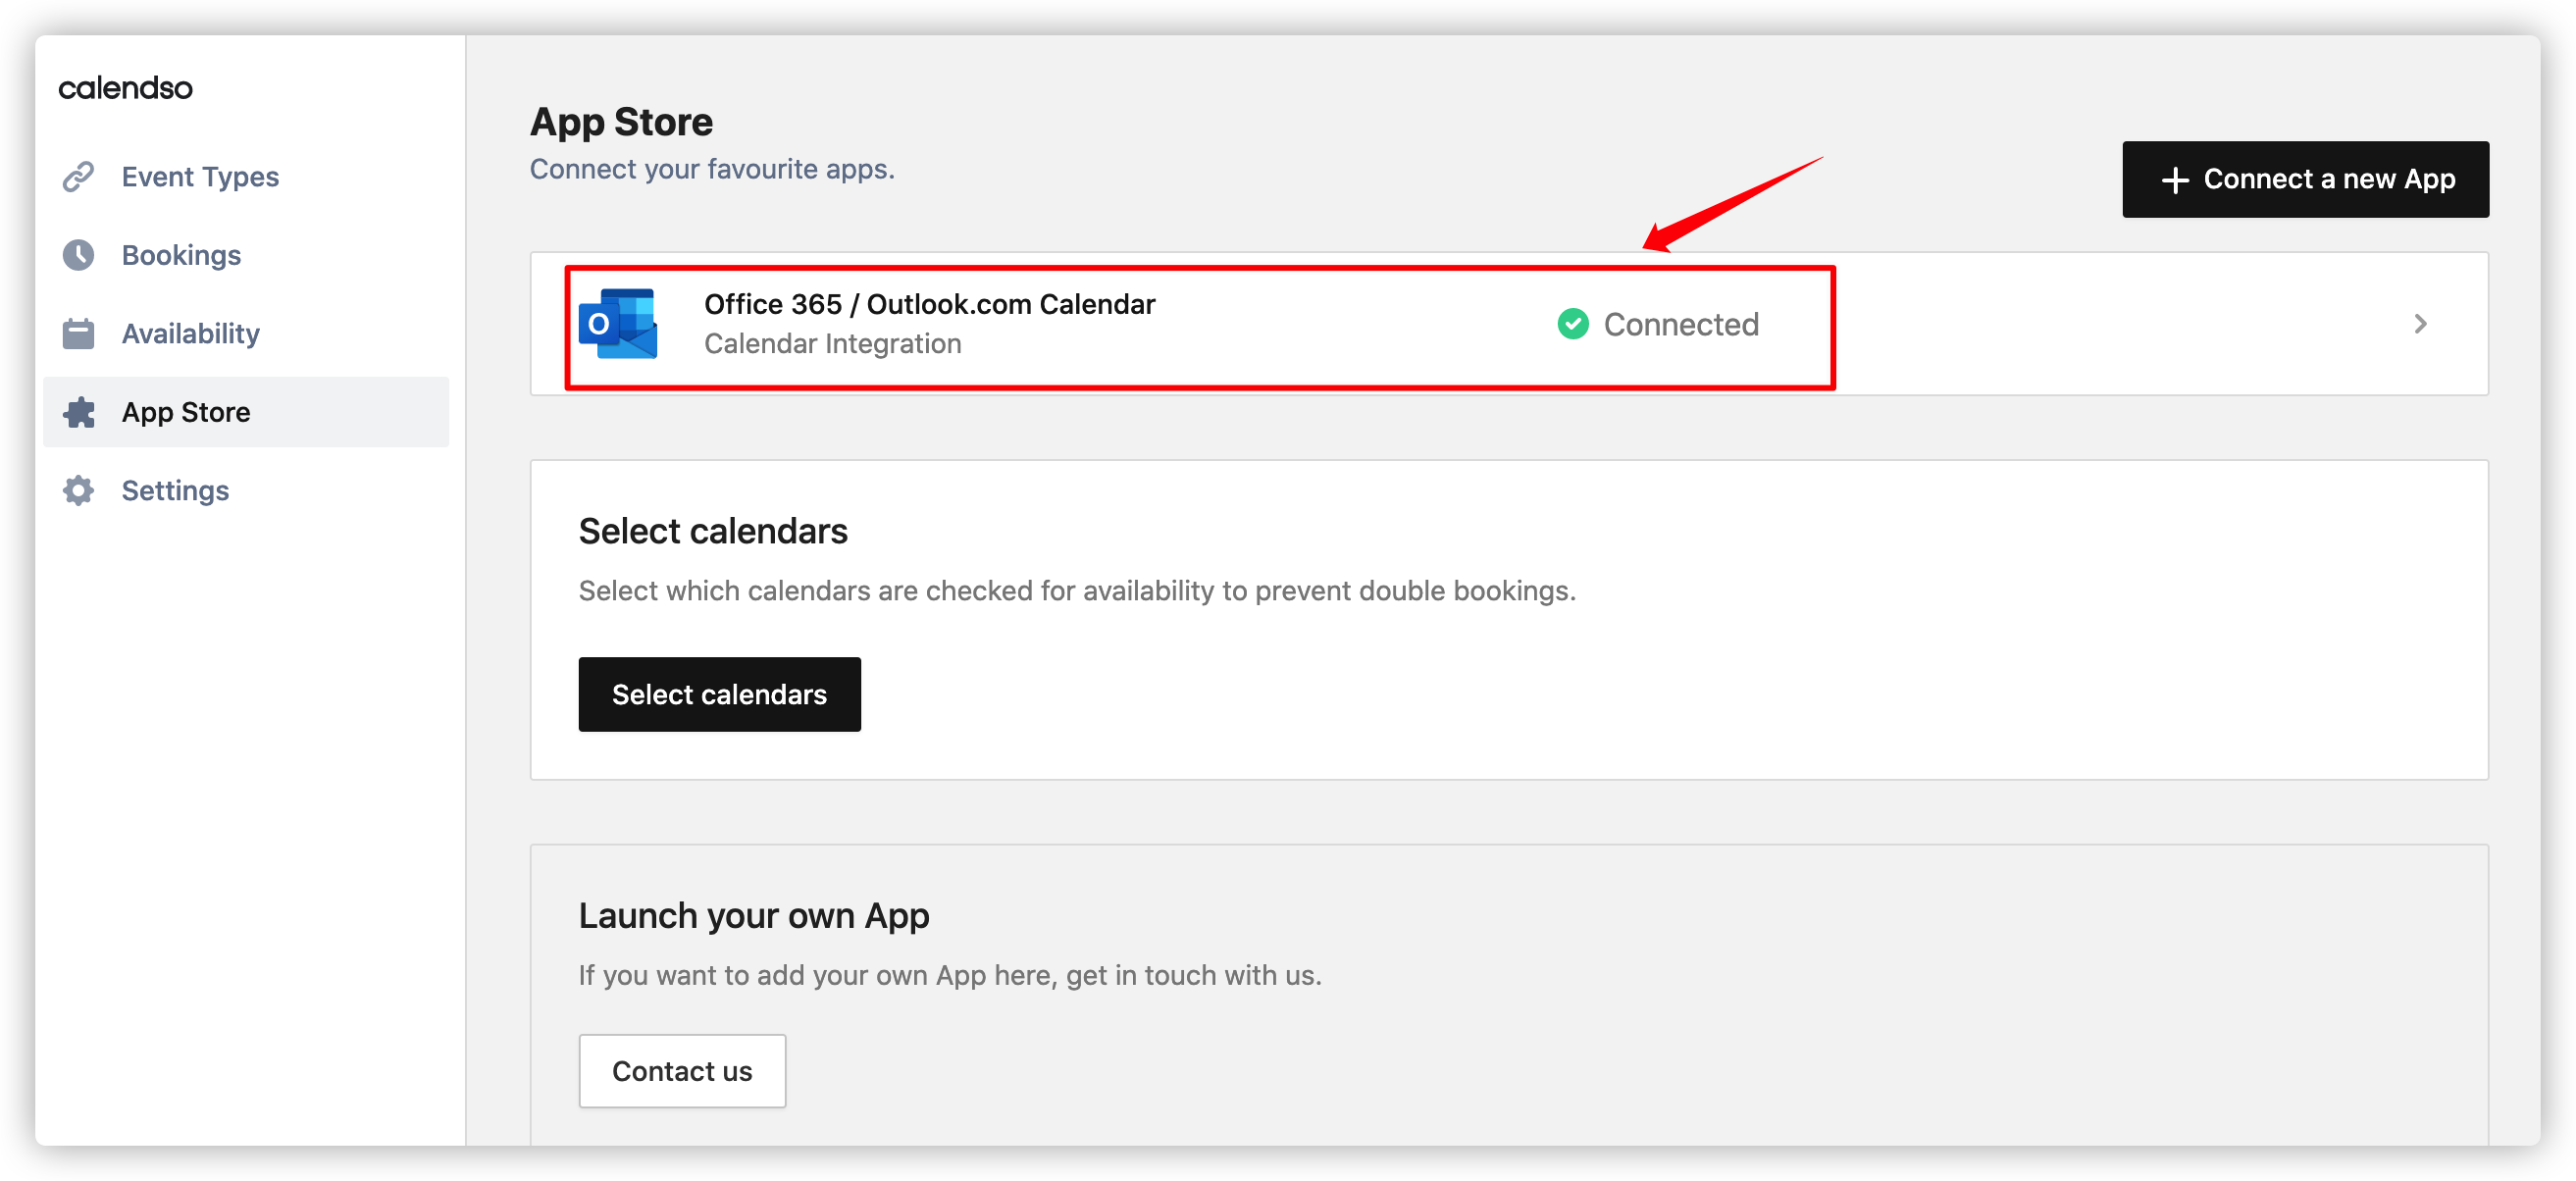 calendso
Event Types
Bookings
Availability
App Store
Settings
App Store
Connect your favourite apps.
Connect a new App
O
Office 365 / Outlook.com Calendar
Calendar Integration
Connected
Select calendars
Select which calendars are checked for availability to prevent double bookings.
Select calendars
Launch your own App
If you want to add your own App here, get in touch with us.
Contact us